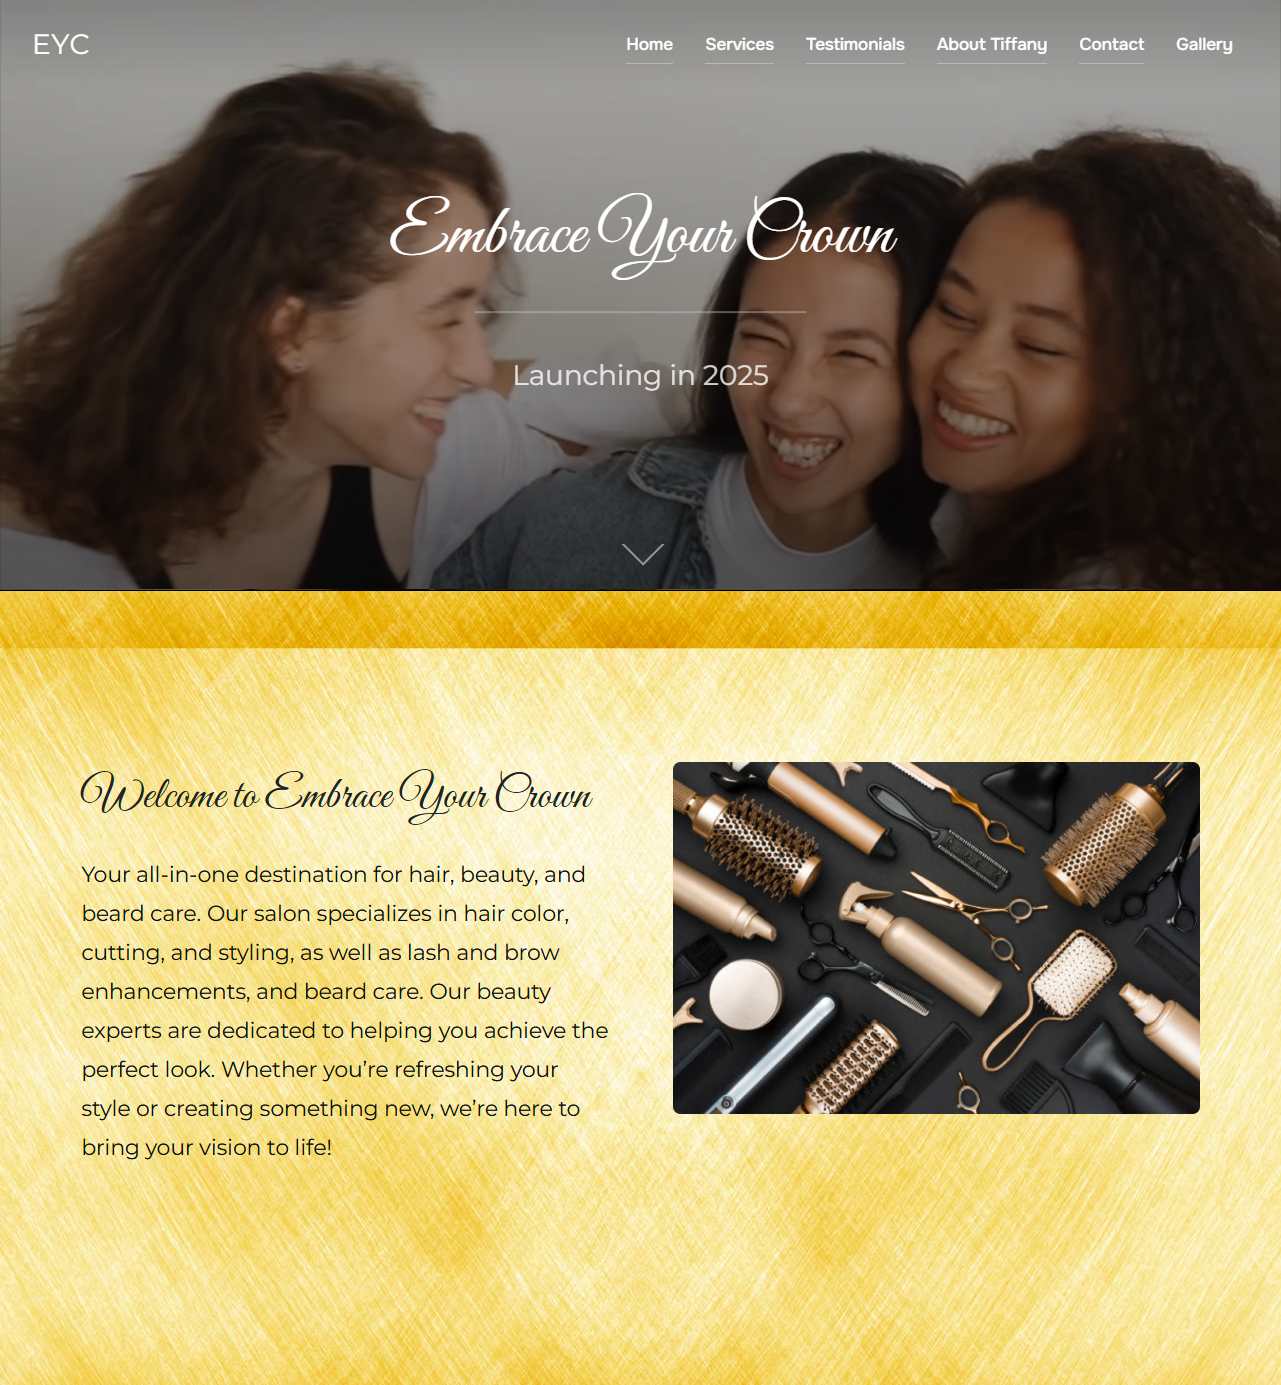 EYC
Home Services Testimonials About Tiffany Contact Gallery
Embrace Your Crown
Launching in 2025
Welcome to Embrace Your Crown
Your all-in-one destination for hair, beauty, and
beard care. Our salon specializes in hair color,
cutting, and styling, as well as lash and brow
enhancements, and beard care. Our beauty
experts are dedicated to helping you achieve the
perfect look. Whether you’re refreshing your
style or creating something new, we’re here to
bring your vision to life!